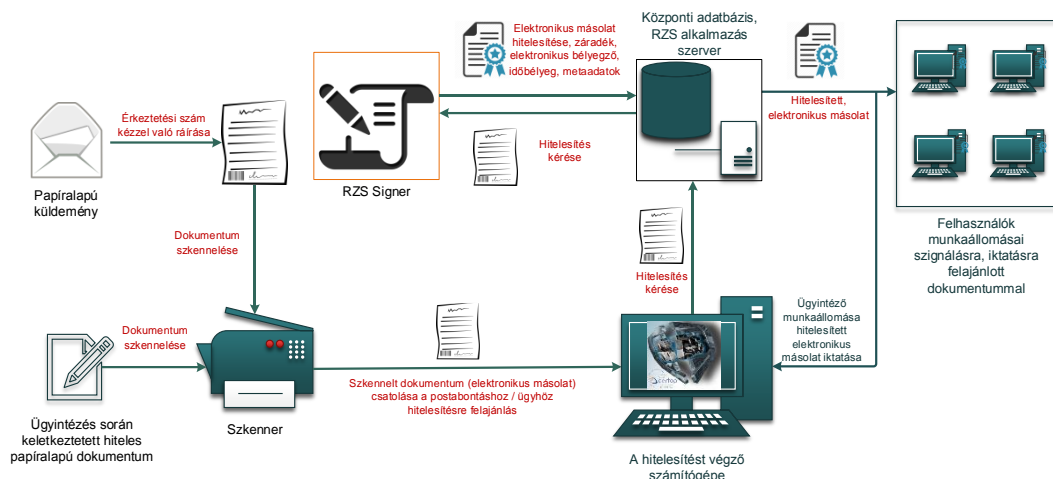 Elektronikus másolat
hitelesítése, záradék,
elektronikus bélyegző,
időbélyeg, metaadatok
Központi adatbázis,
RZS alkalmazás
szerver
Érkeztetési szám
kézzel való ráírása
Hitelesítés
kérése
Hitelesített,
elektronikus másolat
Papíralapú
küldemény
RZS Signer
Felhasználók
munkaállomásai
szignálásra, iktatásra
felajánlott
dokumentummal
Dokumentum
szkennelése
Hitelesítés
kérése
Ügyintéző
munkaállomása
hitelesített
elektronikus
másolat iktatása
Dokumentum
szkennelése
Szkennelt dokumentum (elektronikus másolat)
csatolása a postabontáshoz / ügyhöz
hitelesítésre felajánlás
Ügyintézés során
keletkeztetett hiteles
papíralapú dokumentum
Szkenner
A hitelesítést végző
számítógépe